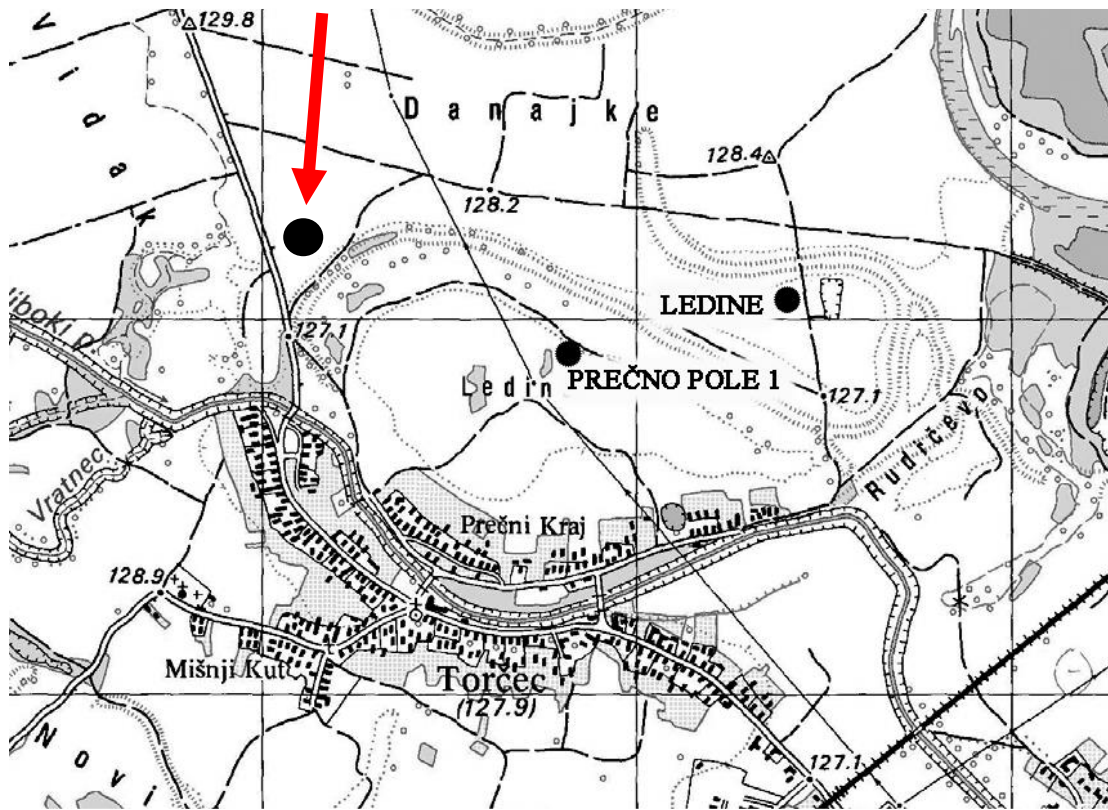 129.8
Vidak
Danajke
128.4
128.2
LEDINE
127.1
PREČNO POLE 1
Ledin
127.1
Vratnec
Rudrčevo
Prečni Kraj
128.9
Mišnji Kut
Torčec
(127.9)
Novi
127.1